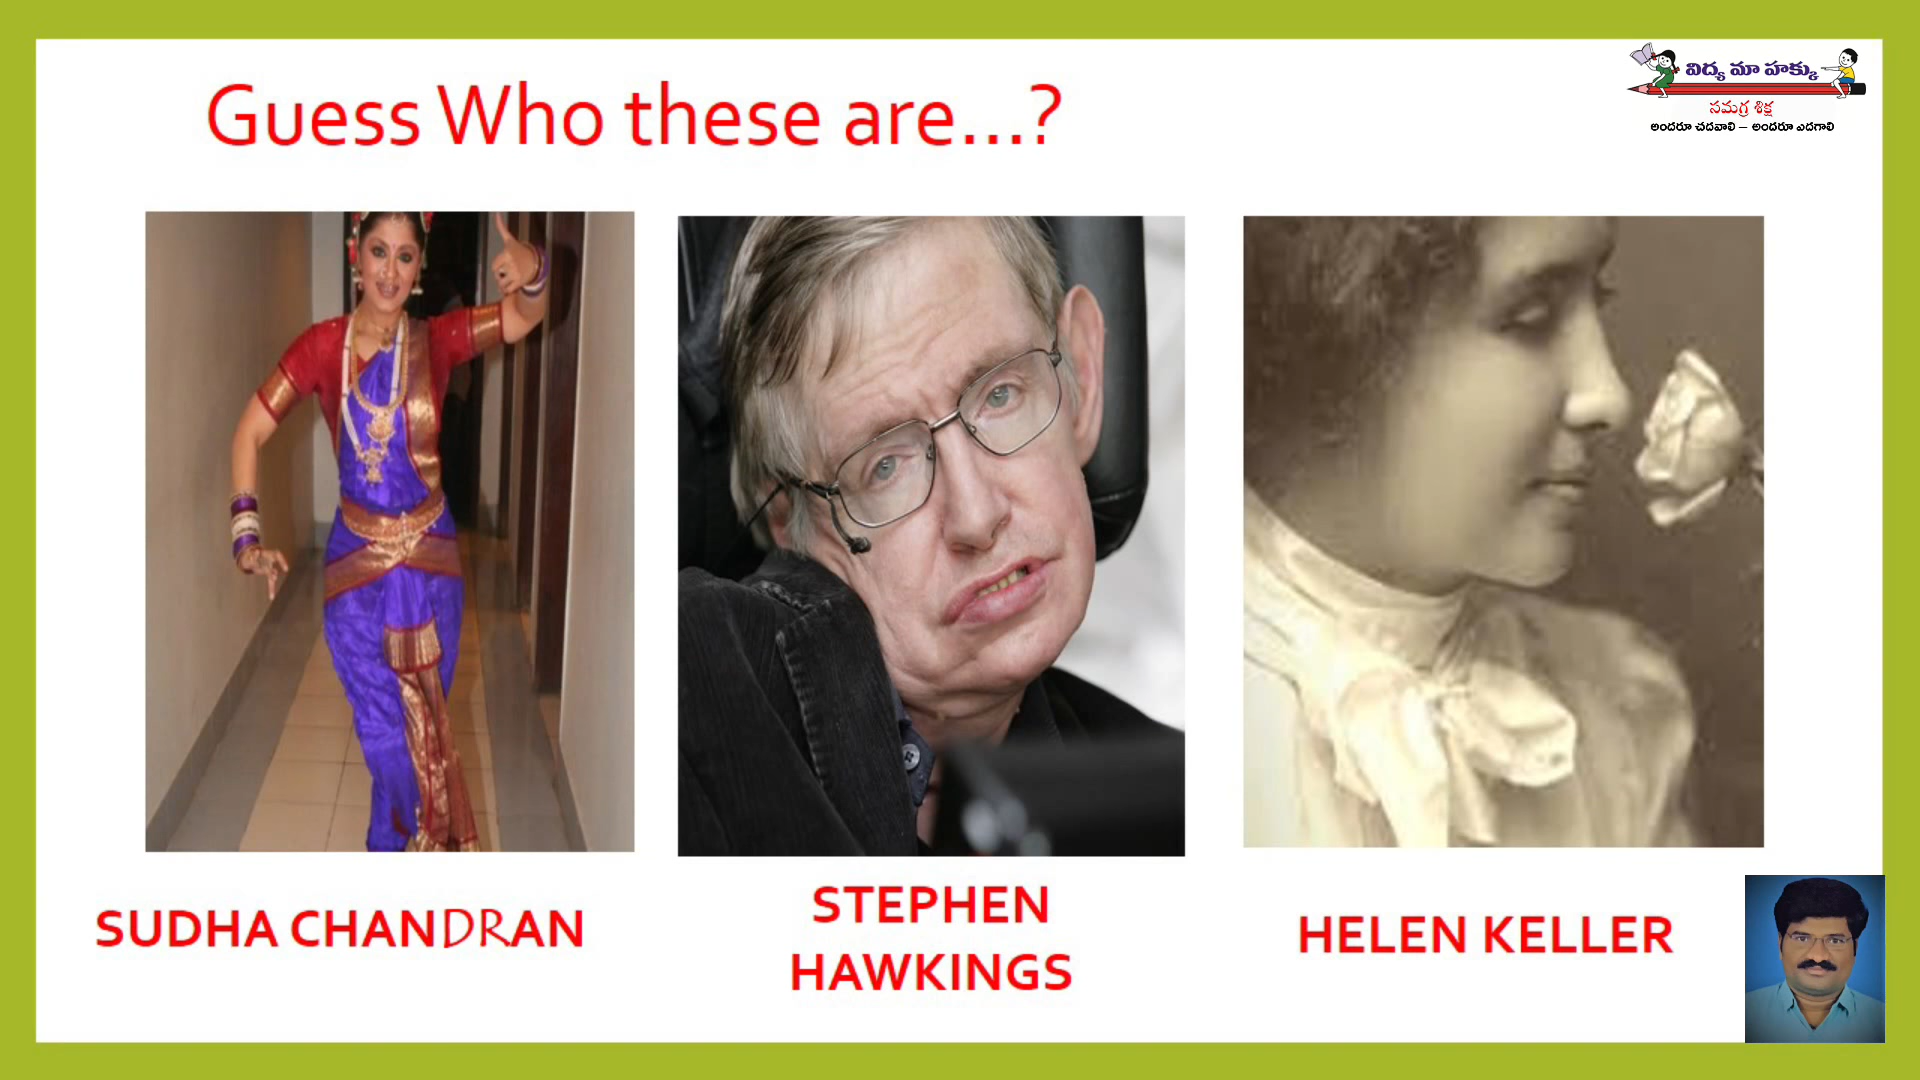 Guess Who these are...?
విద్య మా హక్కు
సమగ్ర శిక్ష
అందరూ చదవాలి – అందరూ ఎదగాలి
SUDHA CHANDRAN
STEPHEN
HAWKINGS
HELEN KELLER